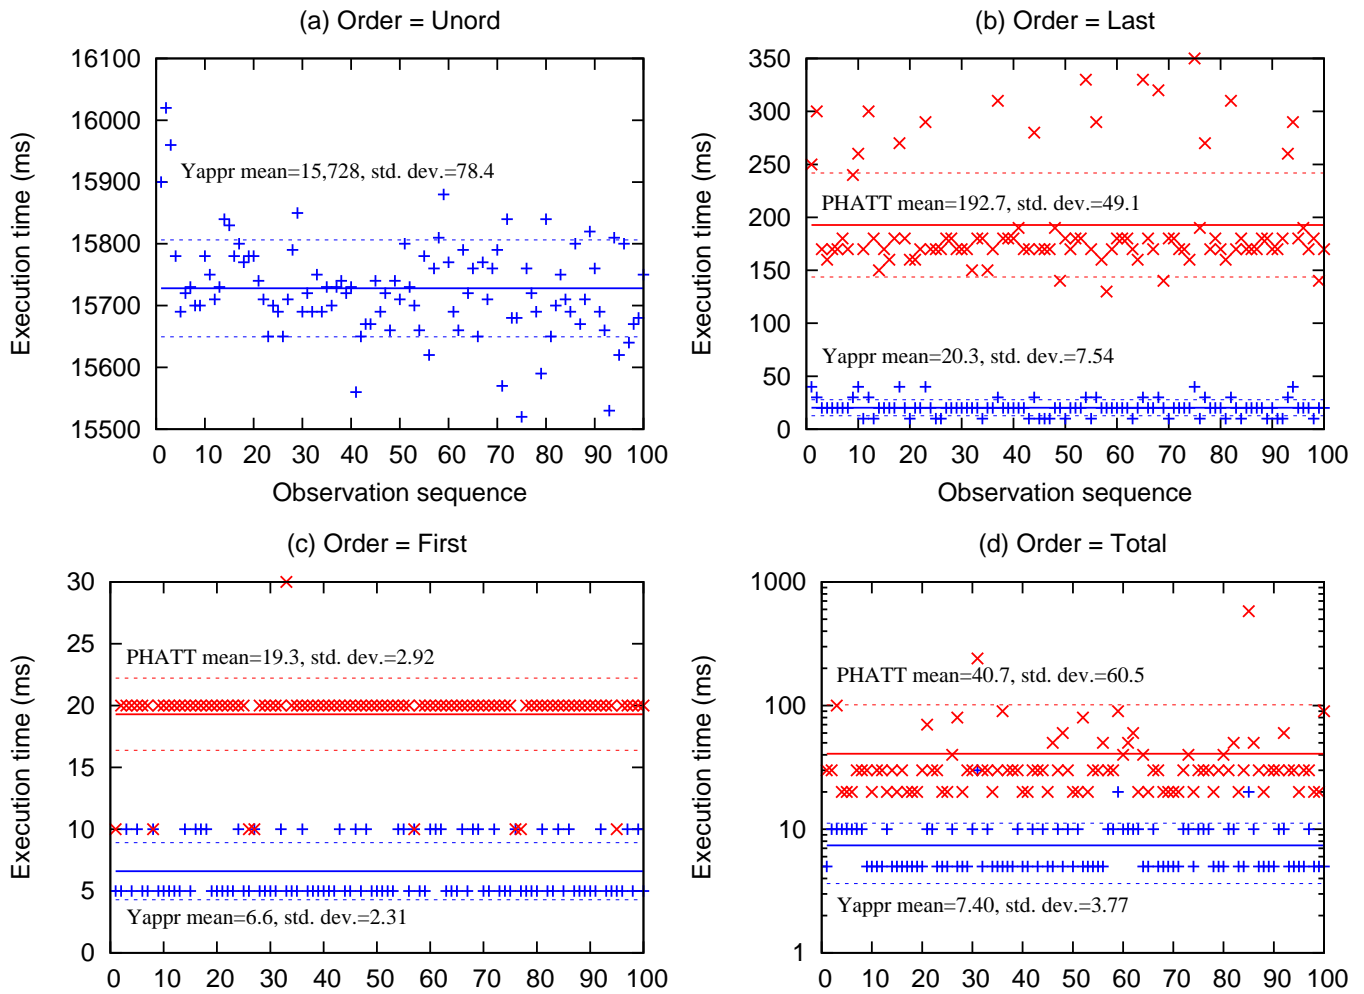 (a) Order = Unord
16100
16000
15900
15800
15700
15600
15500
Execution time (ms)
Yappr mean=15,728, std. dev.=78.4
0 10 20 30 40 50 60 70 80 90 100
Observation sequence
(b) Order = Last
350
300
250
200
150
100
50
0
Execution time (ms)
PHATT mean=192.7, std. dev.=49.1
Yappr mean=20.3, std. dev.=7.54
0 10 20 30 40 50 60 70 80 90 100
Observation sequence
(c) Order = First
30
25
20
15
10
5
0
Execution time (ms)
PHATT mean=19.3, std. dev.=2.92
Yappr mean=6.6, std. dev.=2.31
0 10 20 30 40 50 60 70 80 90 100
(d) Order = Total
1000
100
10
1
Execution time (ms)
PHATT mean=40.7, std. dev.=60.5
Yappr mean=7.40, std. dev.=3.77
0 10 20 30 40 50 60 70 80 90 100